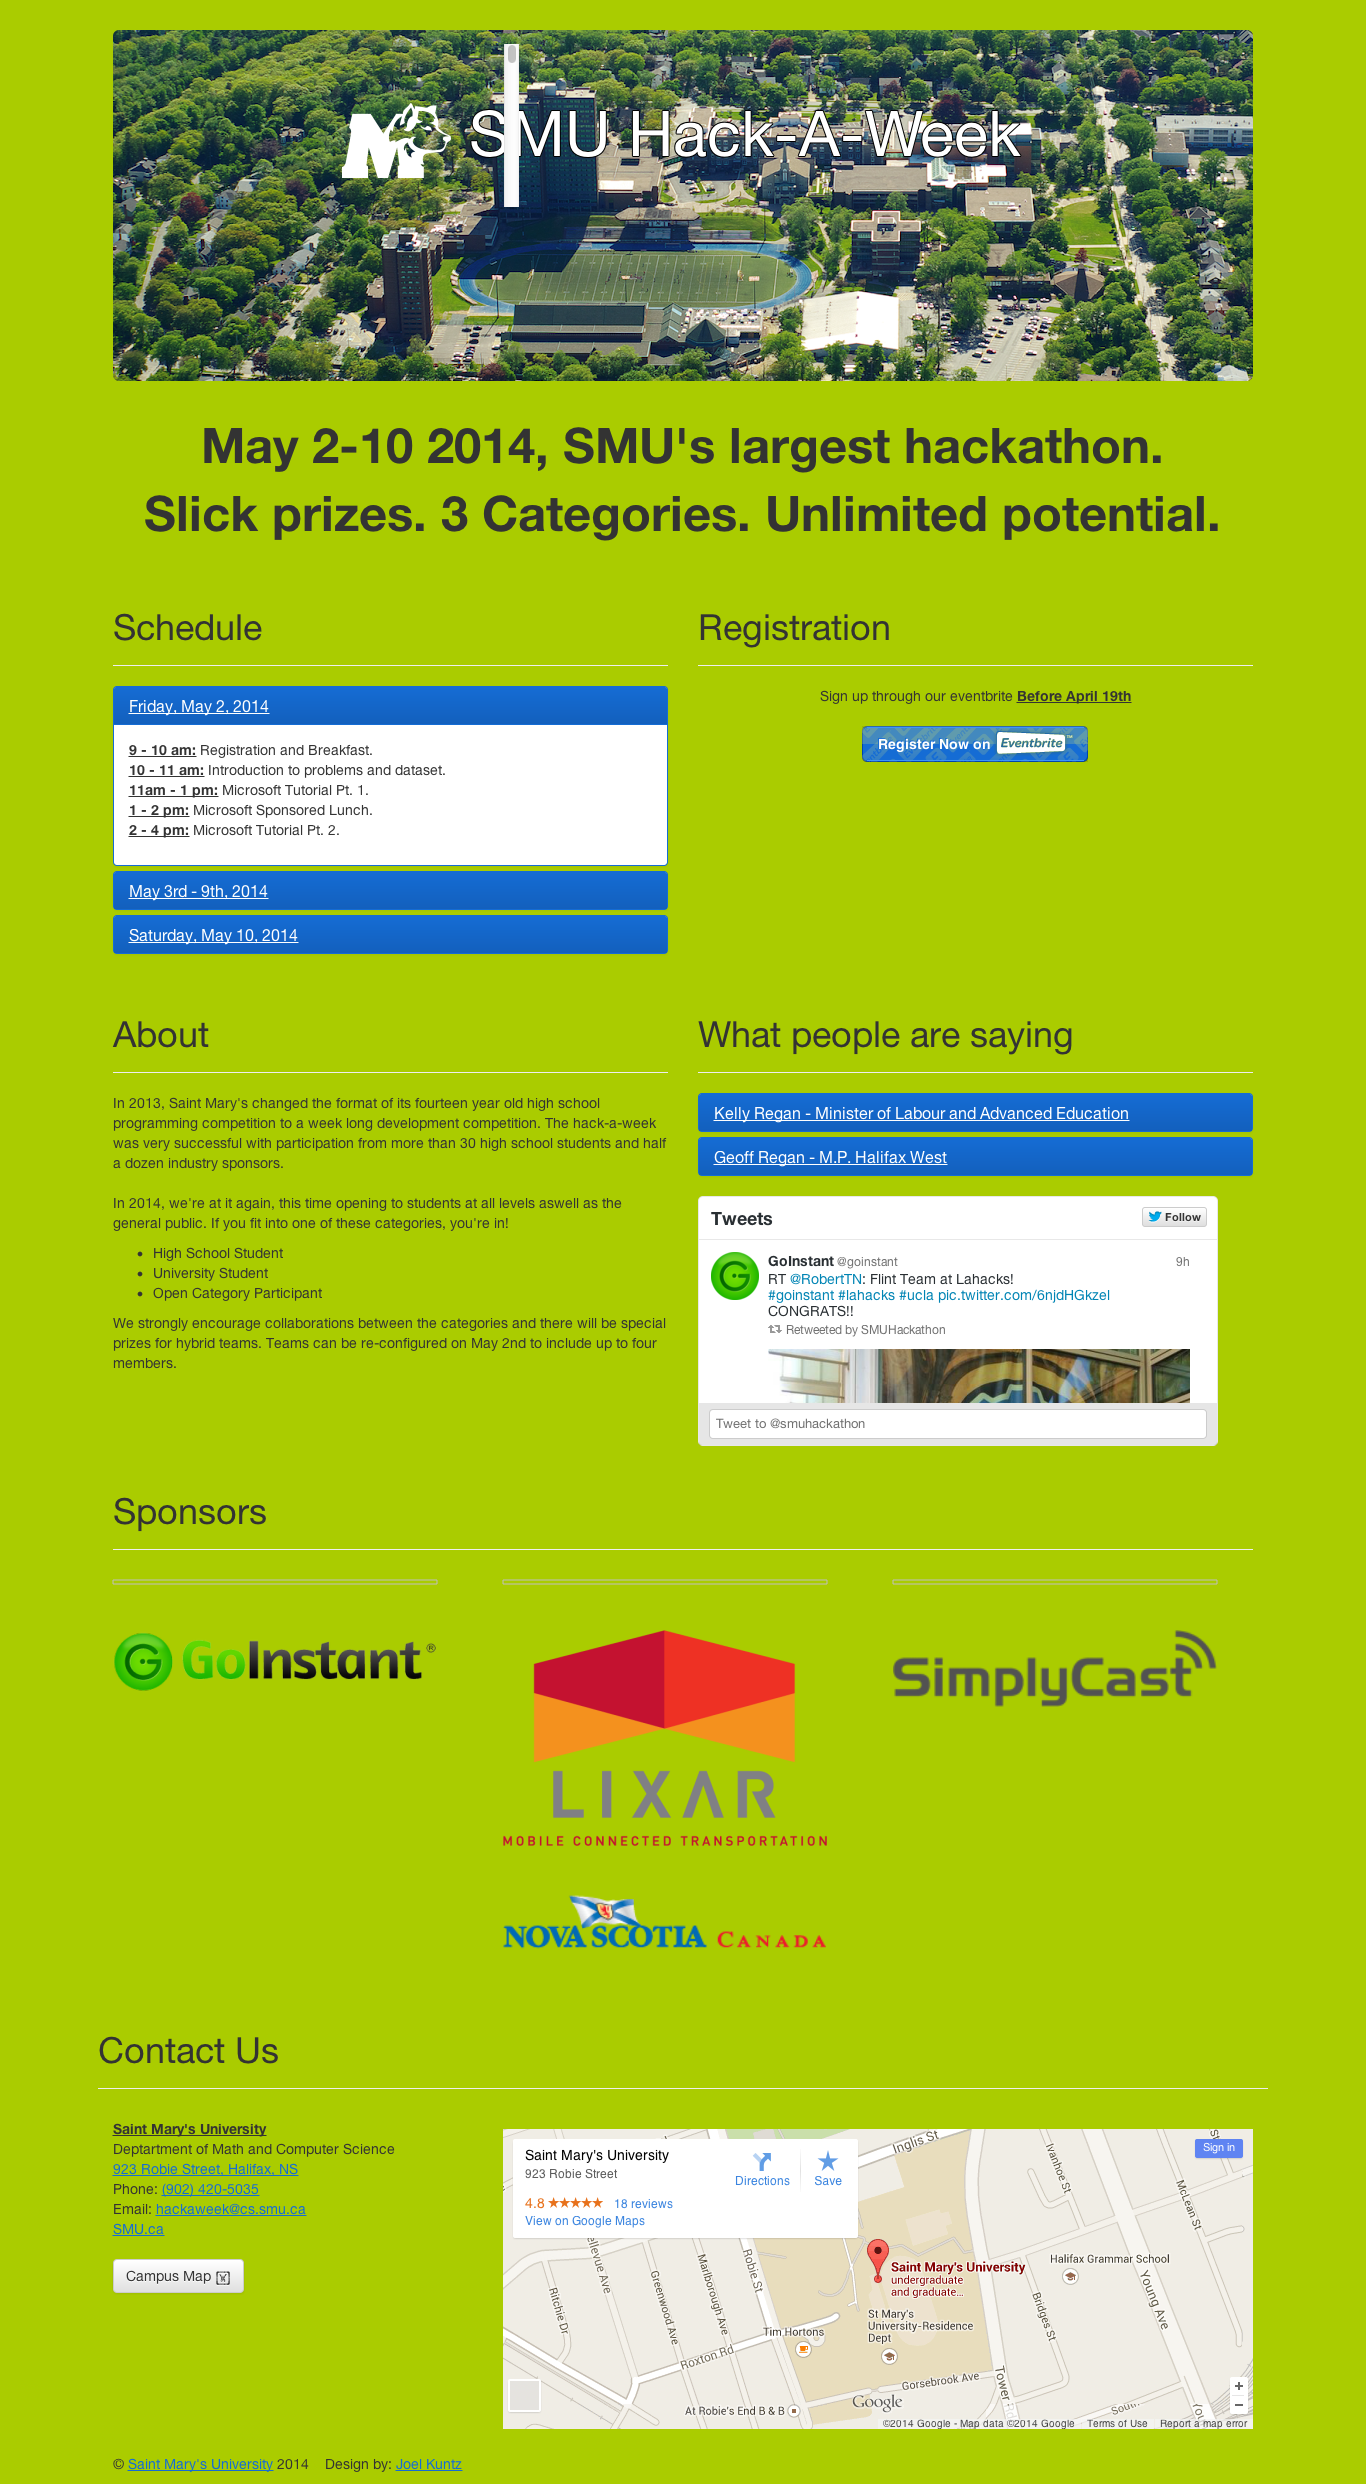 SMU Hack-A-Week
May 2-10 2014, SMU's largest hackathon.
Slick prizes. 3 Categories. Unlimited potential.
Schedule
Friday, May 2, 2014
9 - 10 am: Registration and Breakfast.
10 - 11 am: Introduction to problems and dataset.
11am - 1 pm: Microsoft Tutorial Pt. 1.
1 - 2 pm: Microsoft Sponsored Lunch.
2 - 4 pm: Microsoft Tutorial Pt. 2.
May 3rd - 9th, 2014
Saturday, May 10, 2014
Registration
Sign up through our eventbrite Before April 19th
Register Now on Eventbrite™
About
In 2013, Saint Mary's changed the format of its fourteen year old high school
programming competition to a week long development competition. The hack-a-week
was very successful with participation from more than 30 high school students and half
a dozen industry sponsors.
In 2014, we're at it again, this time opening to students at all levels aswell as the
general public. If you fit into one of these categories, you're in!
• High School Student
• University Student
• Open Category Participant
We strongly encourage collaborations between the categories and there will be special
prizes for hybrid teams. Teams can be re-configured on May 2nd to include up to four
members.
What people are saying
Kelly Regan - Minister of Labour and Advanced Education
Geoff Regan - M.P. Halifax West
Tweets
Follow
GoInstant @goinstant 9h
RT @RobertTN: Flint Team at Lahacks!
#goinstant #lahacks #ucla pic.twitter.com/6njdHGkzel
CONGRATS!!
Retweeted by SMUHackathon
Tweet to @smuhackathon
Sponsors
GoInstant®
LIXAR
MOBILE CONNECTED TRANSPORTATION
SimplyCast
NOVA SCOTIA CANADA
Contact Us
Saint Mary's University
Deptartment of Math and Computer Science
923 Robie Street, Halifax, NS
Phone: (902) 420-5035
Email: hackaweek@cs.smu.ca
SMU.ca
Campus Map
Saint Mary's University
923 Robie Street
Directions
Save
4.8 ★★★★★ 18 reviews
View on Google Maps
Sign in
Inglis St
Ivanhoe St
McLean St
Bellevue Ave
Robie St
Marlborough Ave
Greenwood Ave
Ritchie Dr
Saint Mary's University
undergraduate
and graduate...
Halifax Grammar School
Young Ave
Bridges St
St Mary's
University-Residence
Dept
Tim Hortons
Roxton Rd
Gorsebrook Ave
Tower Rd
At Robie's End B & B
Google
+
−
©2014 Google - Map data ©2014 Google Terms of Use Report a map error
© Saint Mary's University 2014 Design by: Joel Kuntz